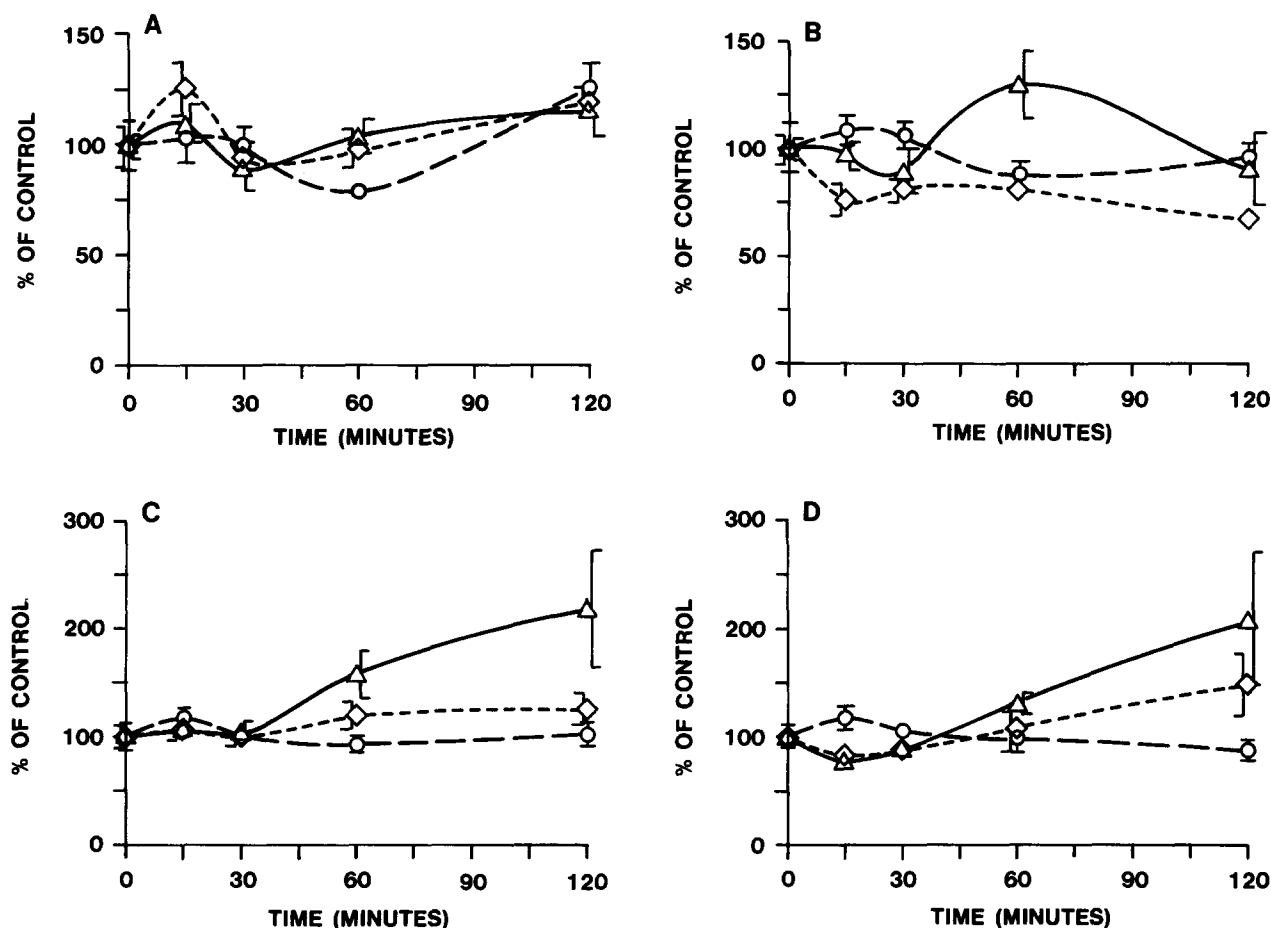 A
150
100
50
0
% OF CONTROL
0 30 60 90 120
TIME (MINUTES)
B
150
100
50
0
% OF CONTROL
0 30 60 90 120
TIME (MINUTES)
C
300
200
100
0
% OF CONTROL
0 30 60 90 120
TIME (MINUTES)
D
300
200
100
0
% OF CONTROL
0 30 60 90 120
TIME (MINUTES)